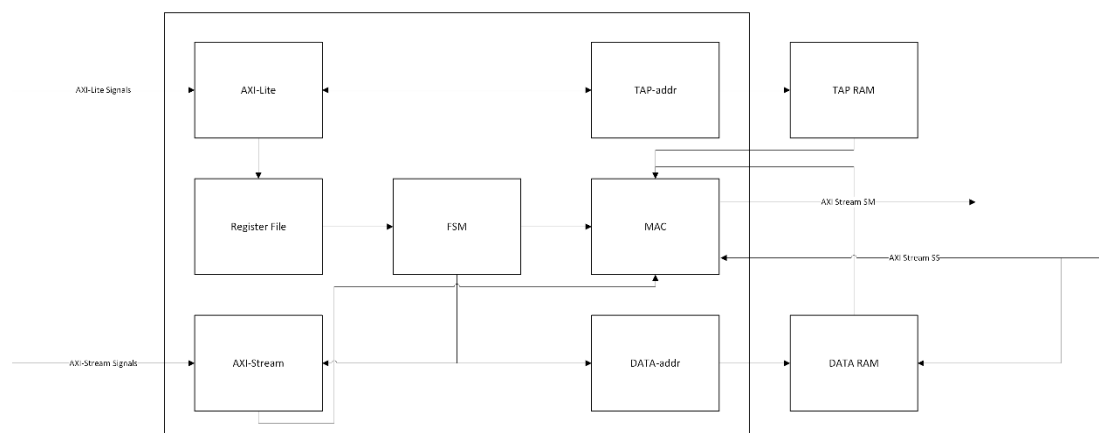 AXI-Lite Signals
AXI-Lite
TAP-addr
TAP RAM
Register File
FSM
MAC
AXI Stream SM
AXI Stream SS
AXI-Stream Signals
AXI-Stream
DATA-addr
DATA RAM